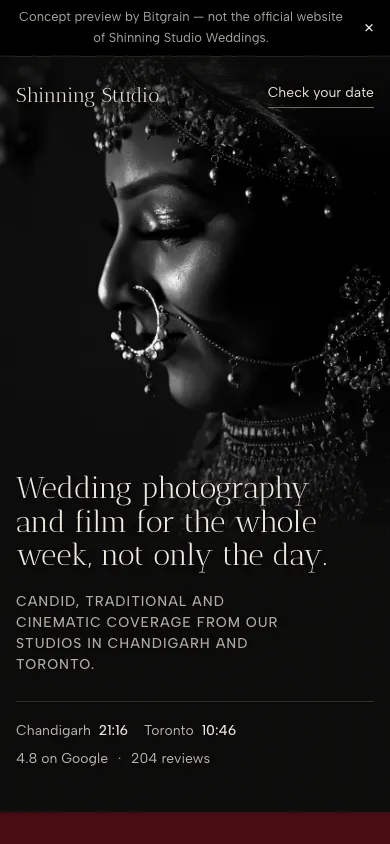 Concept preview by Bitgrain — not the official website
of Shinning Studio Weddings.
×
Shinning Studio
Check your date
Wedding photography
and film for the whole
week, not only the day.
CANDID, TRADITIONAL AND
CINEMATIC COVERAGE FROM OUR
STUDIOS IN CHANDIGARH AND
TORONTO.
Chandigarh 21:16 Toronto 10:46
4.8 on Google · 204 reviews